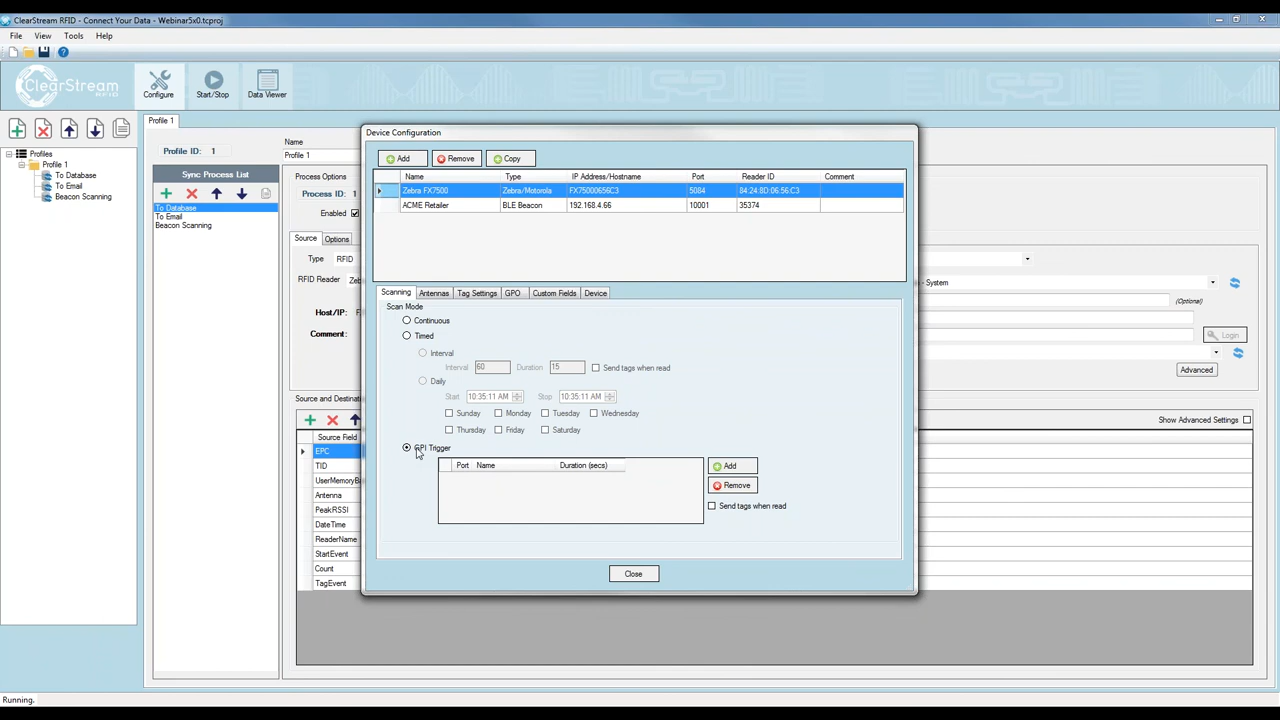 ClearStream RFID - Connect Your Data - Webinar5x0.tcproj
File View Tools Help
ClearStream RFID
Configure Start/Stop Data Viewer
Profile 1
Profiles
Profile 1
To Database
To Email
Beacon Scanning
Profile ID: 1
Sync Process List
To Database
To Email
Beacon Scanning
Name
Profile 1
Process Options
Process ID: 1
Enabled
Source Options
Type RFID
RFID Reader
Host/IP:
Comment:
- System
(Optional)
Login
Advanced
Source and
Show Advanced Settings
Source Field
EPC
TID
Antenna
PeakRSSI
DateTime
ReaderName
StartEvent
Count
TagEvent
Device Configuration
Add Remove Copy
Name Type IP Address/Hostname Port Reader ID Comment
Zebra FX7500 Zebra/Motorola FX75000656C3 5084 84:24:8D:06:56:C3
ACME Retailer BLE Beacon 192.168.4.66 10001 35374
Scanning Antennas Tag Settings GPO Custom Fields Device
Scan Mode
Continuous
Timed
Interval
Interval 60 Duration 15 Send tags when read
Daily
Start 10:35:11 AM Stop 10:35:11 AM
Sunday Monday Tuesday Wednesday
Thursday Friday Saturday
GPI Trigger
Port Name Duration (secs)
Add
Remove
Send tags when read
Close
Running.